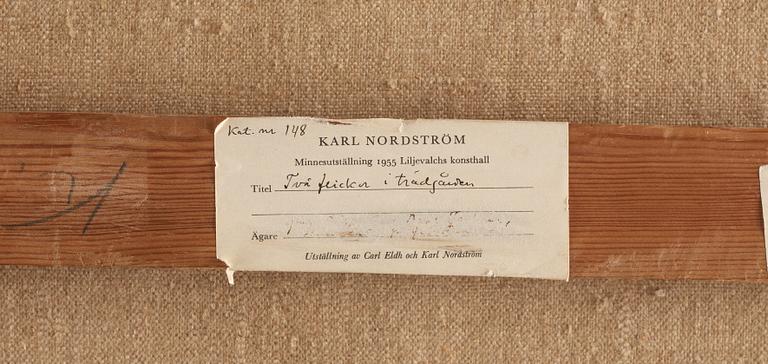 Kat. nr 148
KARL NORDSTRÖM
Minnesutställning 1955 Liljevalchs konsthall
Titel Två flickor i trädgården
Ägare
Utställning av Carl Eldh och Karl Nordström